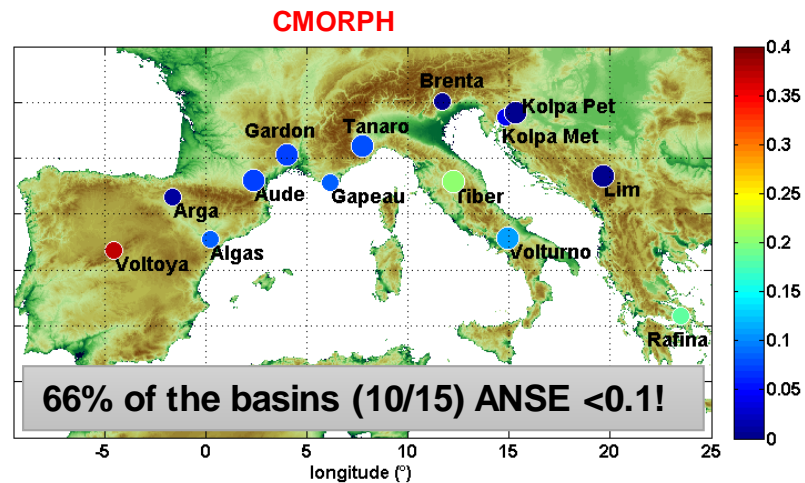 CMORPH
Brenta
Kolpa Pet
Kolpa Met
Gardon
Tanaro
Arga
Aude
Gapeau
Tiber
Lim
Voltoya
Algas
Volturno
Rafina
66% of the basins (10/15) ANSE <0.1!
-5
0
5
10
15
20
25
longitude (°)
0.4
0.35
0.3
0.25
0.2
0.15
0.1
0.05
0